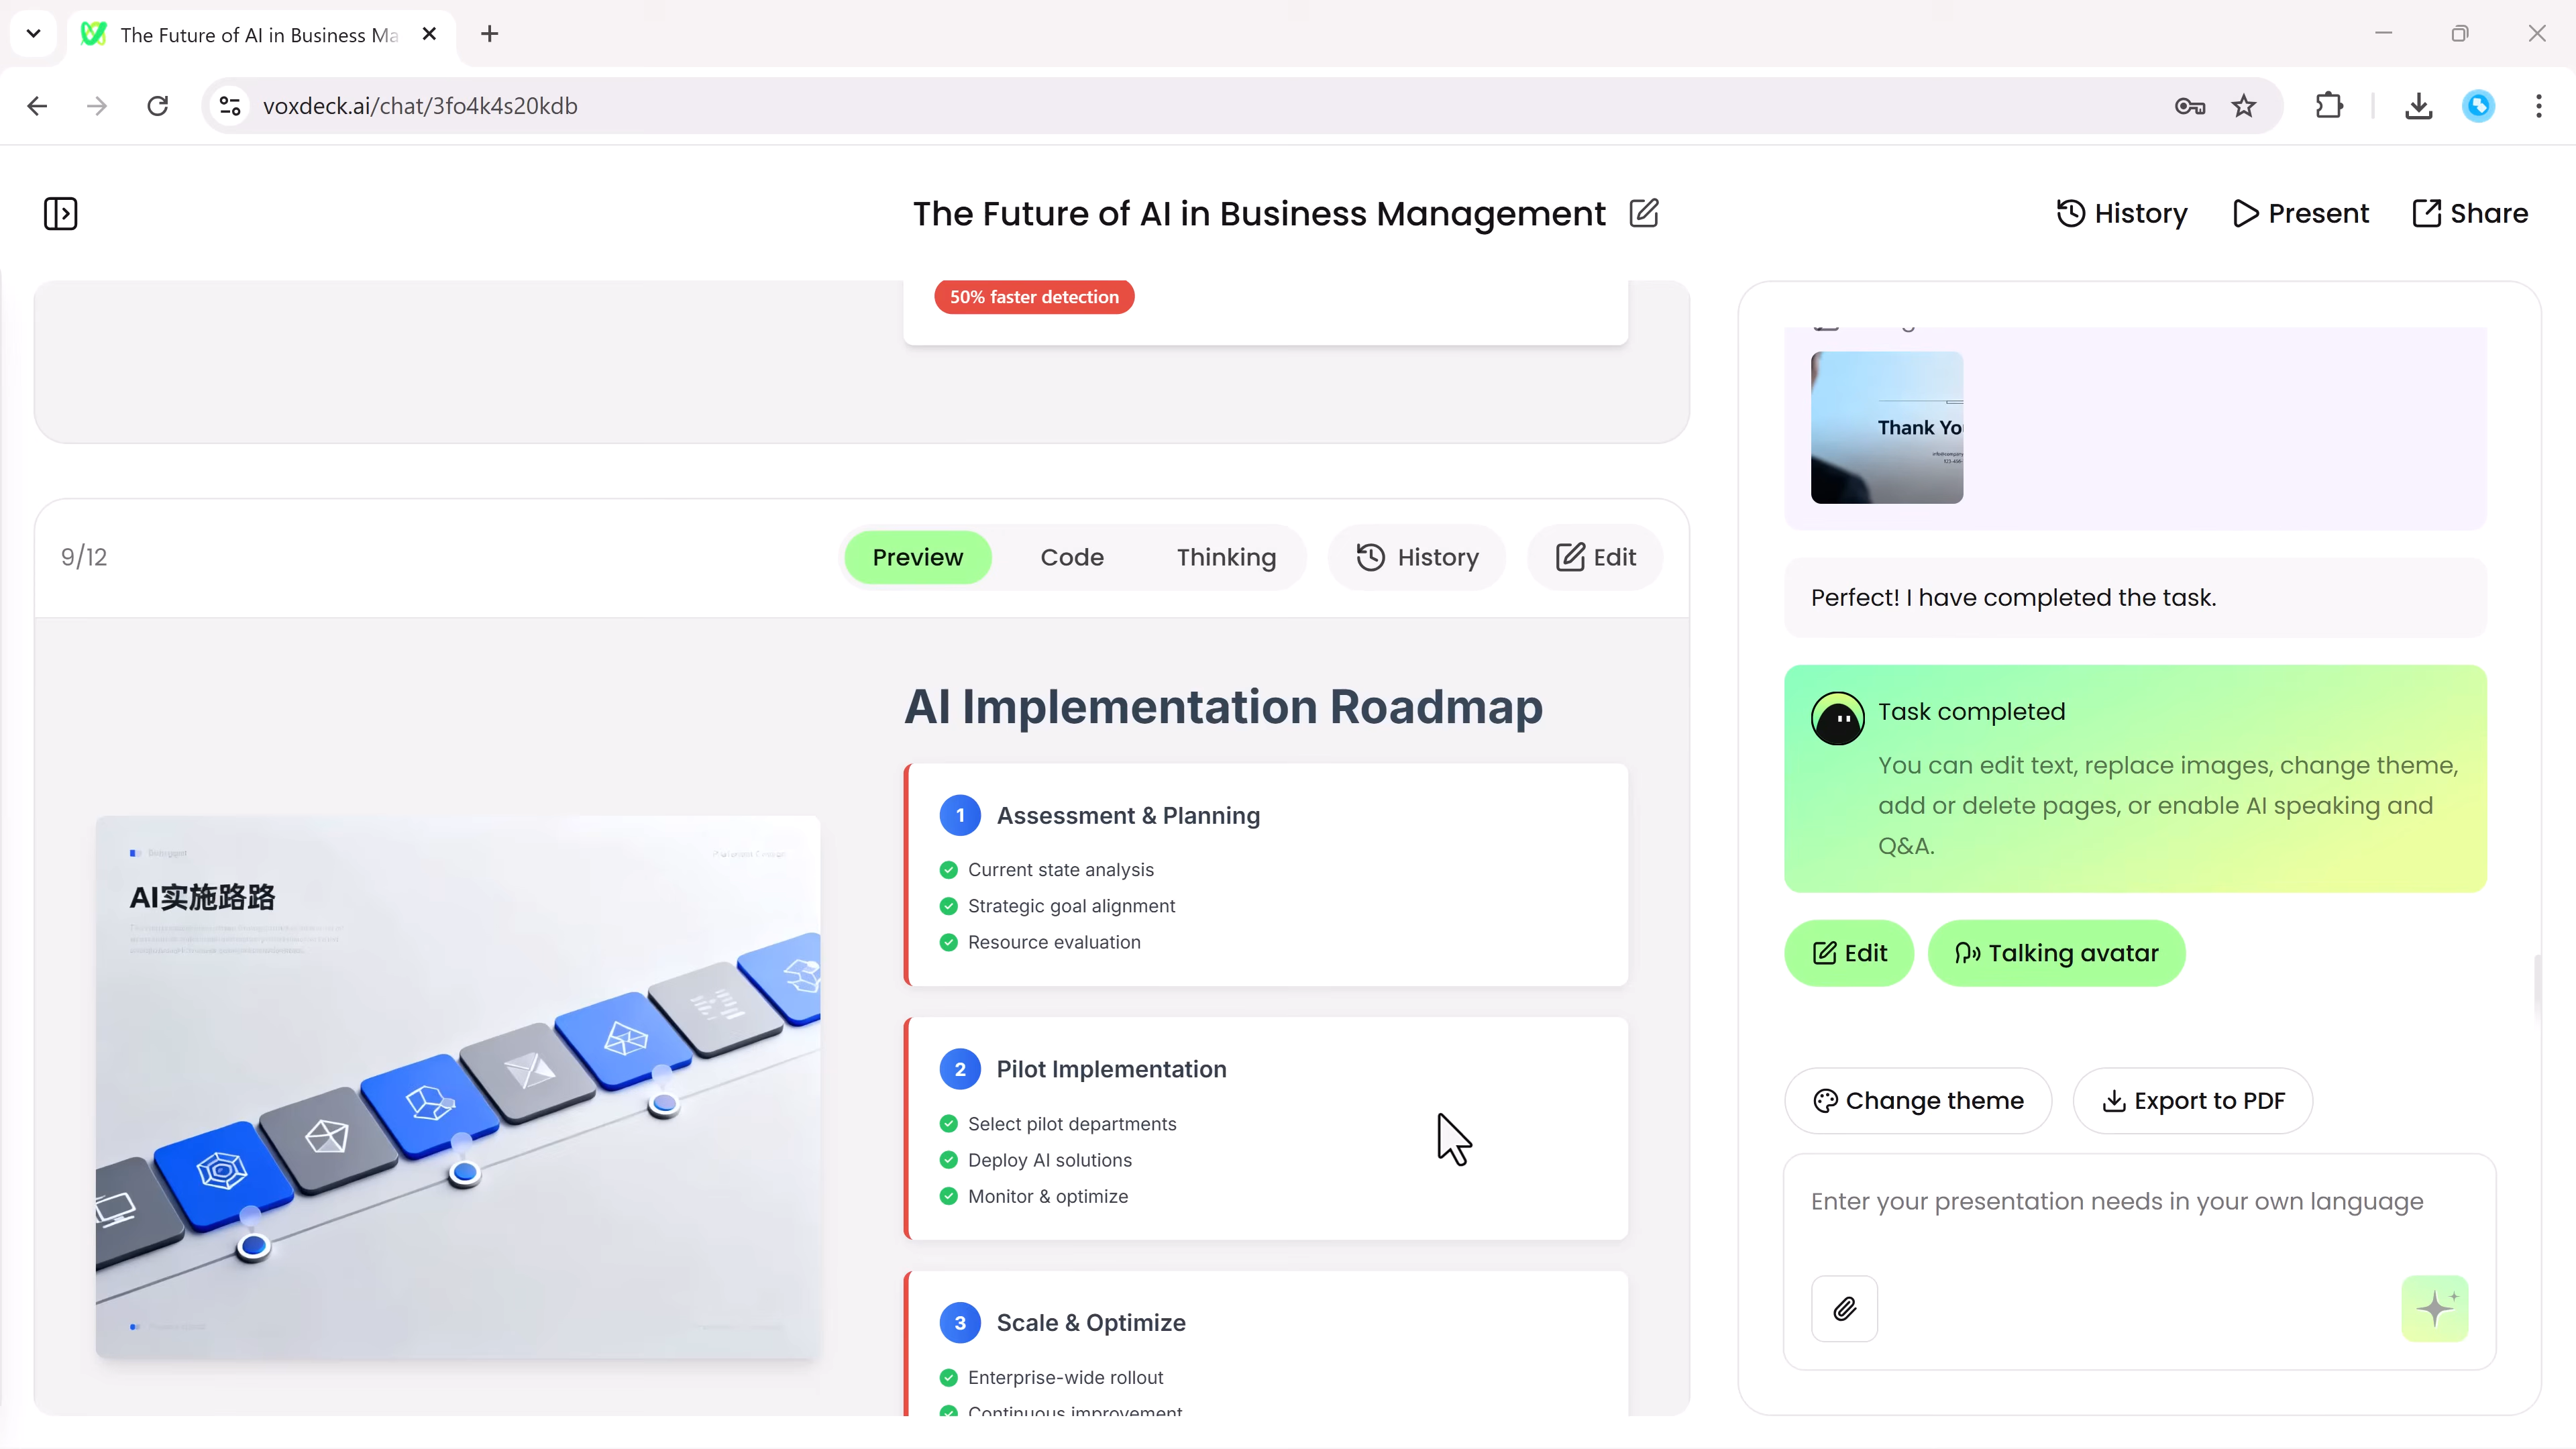 The Future of AI in Business Ma
voxdeck.ai/chat/3fo4k4s20kdb
The Future of AI in Business Management
History
Present
Share
50% faster detection
9/12
Preview
Code
Thinking
History
Edit
AI Implementation Roadmap
1
Assessment & Planning
Current state analysis
Strategic goal alignment
Resource evaluation
2
Pilot Implementation
Select pilot departments
Deploy AI solutions
Monitor & optimize
3
Scale & Optimize
Enterprise-wide rollout
Continuous improvement
AI实施路路
Thank Yo
Perfect! I have completed the task.
Task completed
You can edit text, replace images, change theme,
add or delete pages, or enable AI speaking and
Q&A.
Edit
Talking avatar
Change theme
Export to PDF
Enter your presentation needs in your own language